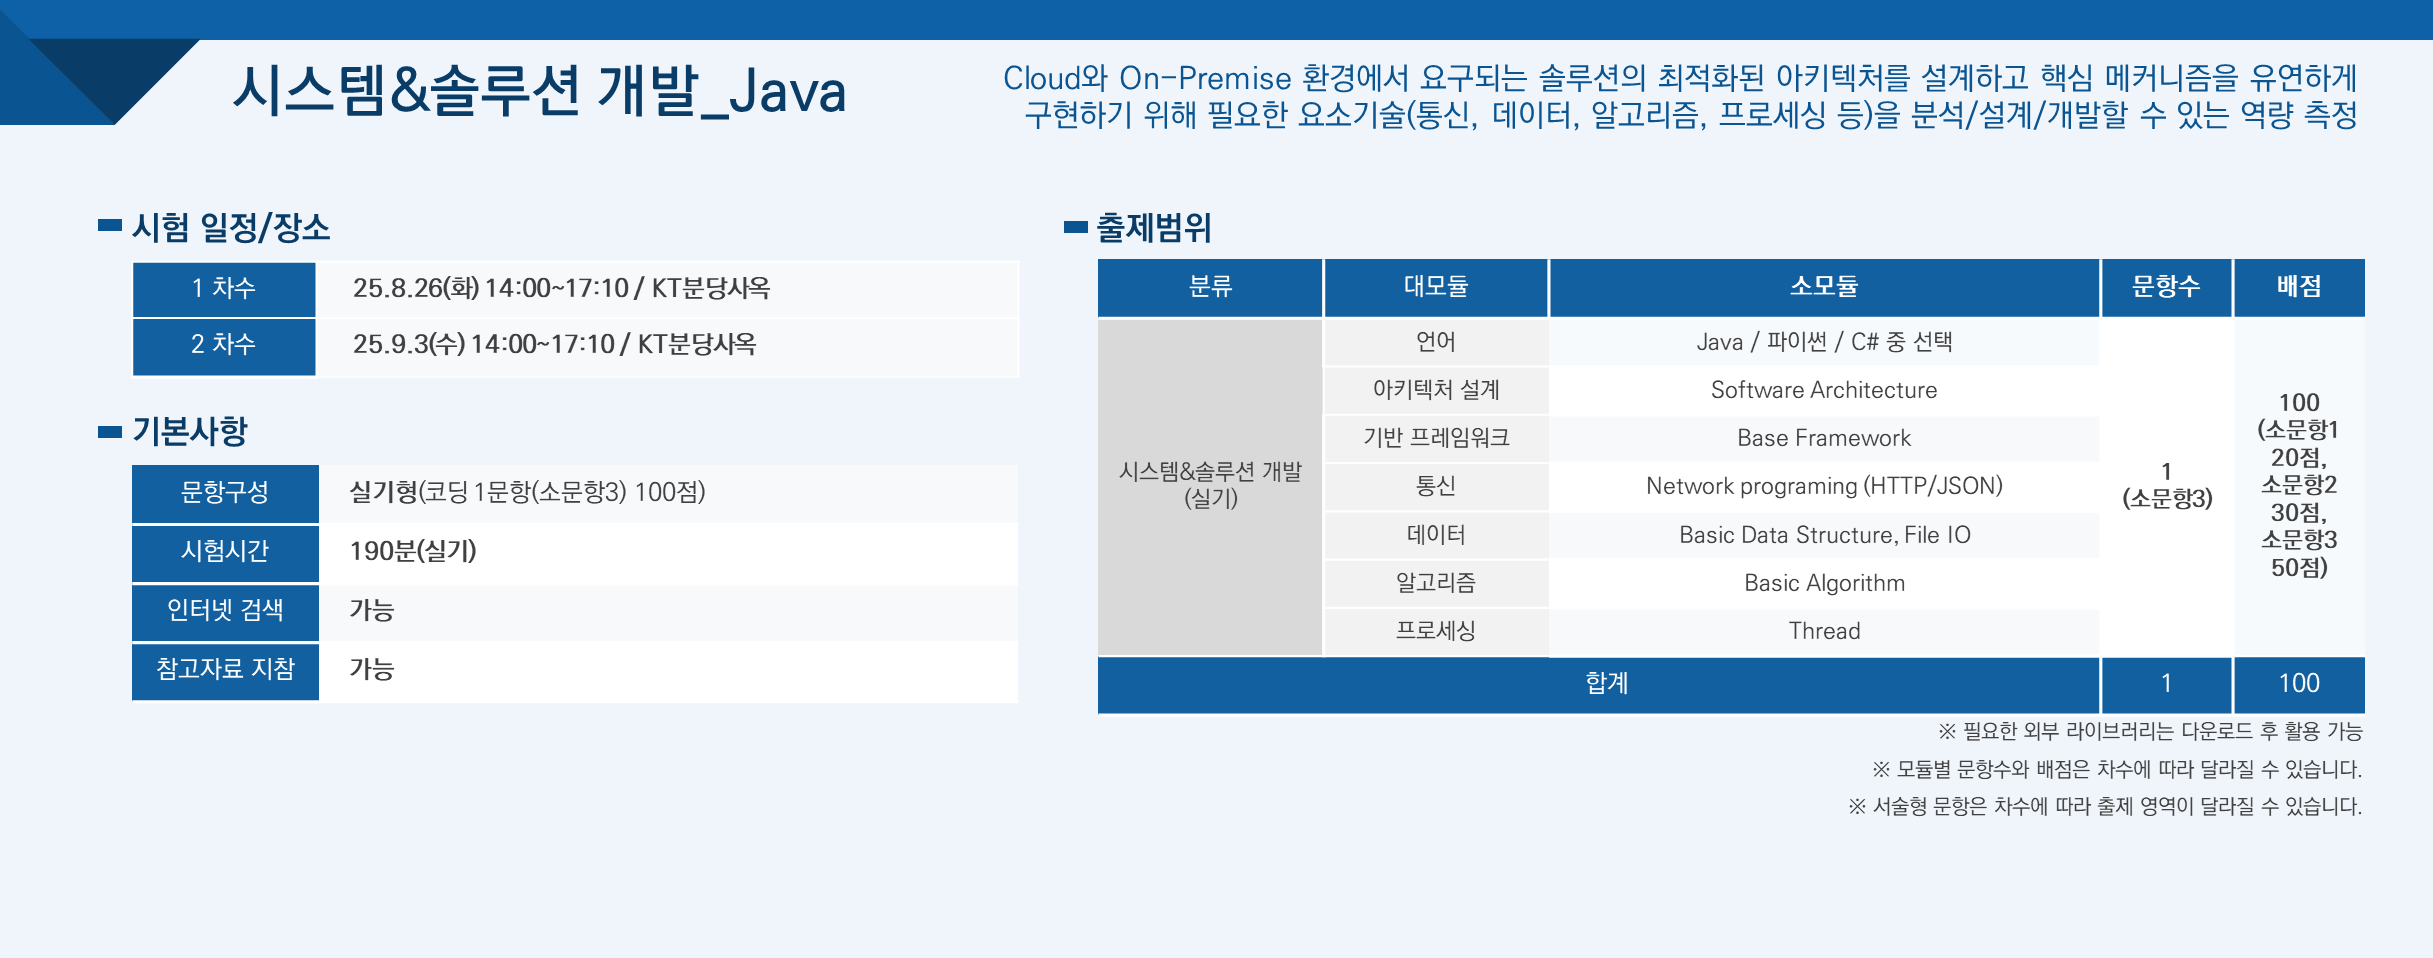 시스템&솔루션 개발_Java
Cloud와 On-Premise 환경에서 요구되는 솔루션의 최적화된 아키텍처를 설계하고 핵심 메커니즘을 유연하게
구현하기 위해 필요한 요소기술(통신, 데이터, 알고리즘, 프로세싱 등)을 분석/설계/개발할 수 있는 역량 측정
시험 일정/장소
1 차수
25.8.26(화) 14:00~17:10 / KT분당사옥
2 차수
25.9.3(수) 14:00~17:10 / KT분당사옥
기본사항
문항구성
실기형(코딩 1문항(소문항3) 100점)
시험시간
190분(실기)
인터넷 검색
가능
참고자료 지참
가능
출제범위
분류
대모듈
소모듈
문항수
배점
시스템&솔루션 개발
(실기)
언어
Java / 파이썬 / C# 중 선택
아키텍처 설계
Software Architecture
기반 프레임워크
Base Framework
통신
Network programing (HTTP/JSON)
데이터
Basic Data Structure, File IO
알고리즘
Basic Algorithm
프로세싱
Thread
1
(소문항3)
100
(소문항1
20점,
소문항2
30점,
소문항3
50점)
합계
1
100
※ 필요한 외부 라이브러리는 다운로드 후 활용 가능
※ 모듈별 문항수와 배점은 차수에 따라 달라질 수 있습니다.
※ 서술형 문항은 차수에 따라 출제 영역이 달라질 수 있습니다.